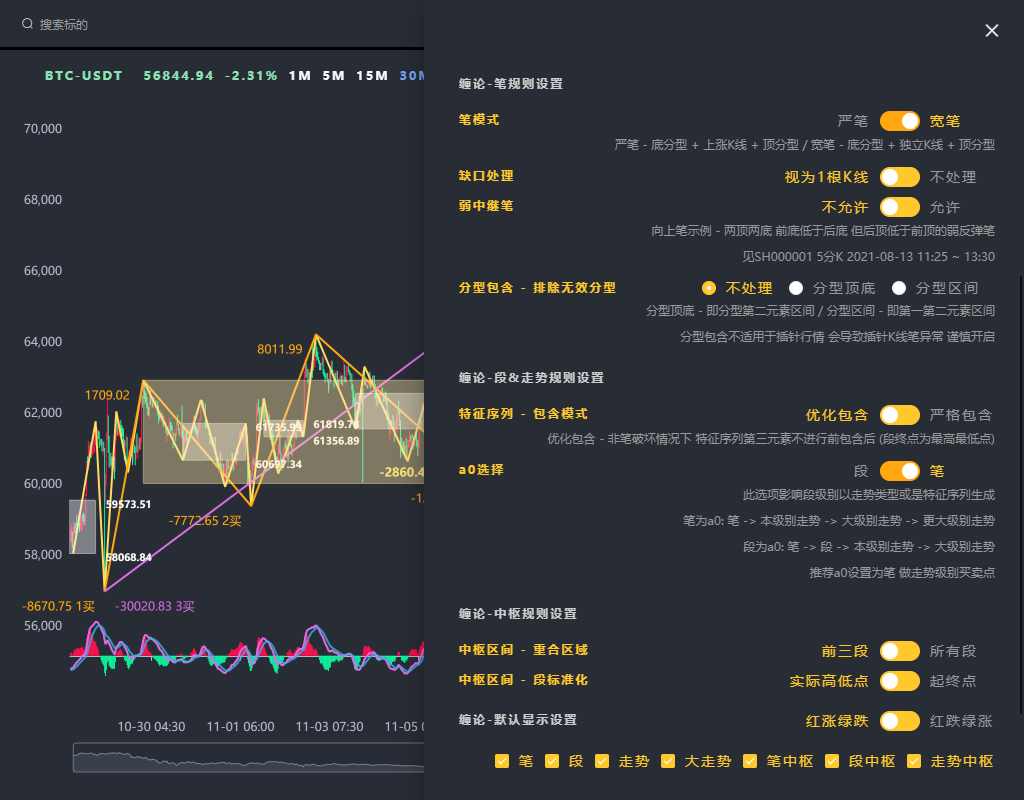 搜索标的
BTC-USDT 56844.94 -2.31% 1M 5M 15M 30M
70,000
68,000
66,000
64,000
62,000
60,000
58,000
56,000
8011.99
1709.02
61735.95
61819.78
61356.89
60697.34
-2860.4
59573.51
-7772.65 2买
58068.84
-8670.75 1买
-30020.83 3买
10-30 04:30
11-01 06:00
11-03 07:30
11-05 0
缠论-笔规则设置
笔模式 严笔 宽笔
严笔 - 底分型 + 上涨K线 + 顶分型 / 宽笔 - 底分型 + 独立K线 + 顶分型
缺口处理 视为1根K线 不处理
弱中继笔 不允许 允许
向上笔示例 - 两顶两底 前底低于后底 但后顶低于前顶的弱反弹笔
见SH000001 5分K 2021-08-13 11:25 ~ 13:30
分型包含 - 排除无效分型 不处理 分型顶底 分型区间
分型顶底 - 即分型第二元素区间 / 分型区间 - 即第一第二元素区间
分型包含不适用于插针行情 会导致插针K线笔异常 谨慎开启
缠论-段&走势规则设置
特征序列 - 包含模式 优化包含 严格包含
优化包含 - 非笔破坏情况下 特征序列第三元素不进行前包含后 (段终点为最高最低点)
a0选择 段 笔
此选项影响段级别以走势类型或是特征序列生成
笔为a0: 笔 -> 本级别走势 -> 大级别走势 -> 更大级别走势
段为a0: 笔 -> 段 -> 本级别走势 -> 大级别走势
推荐a0设置为笔 做走势级别买卖点
缠论-中枢规则设置
中枢区间 - 重合区域 前三段 所有段
中枢区间 - 段标准化 实际高低点 起终点
缠论-默认显示设置 红涨绿跌 红跌绿涨
笔 段 走势 大走势 笔中枢 段中枢 走势中枢